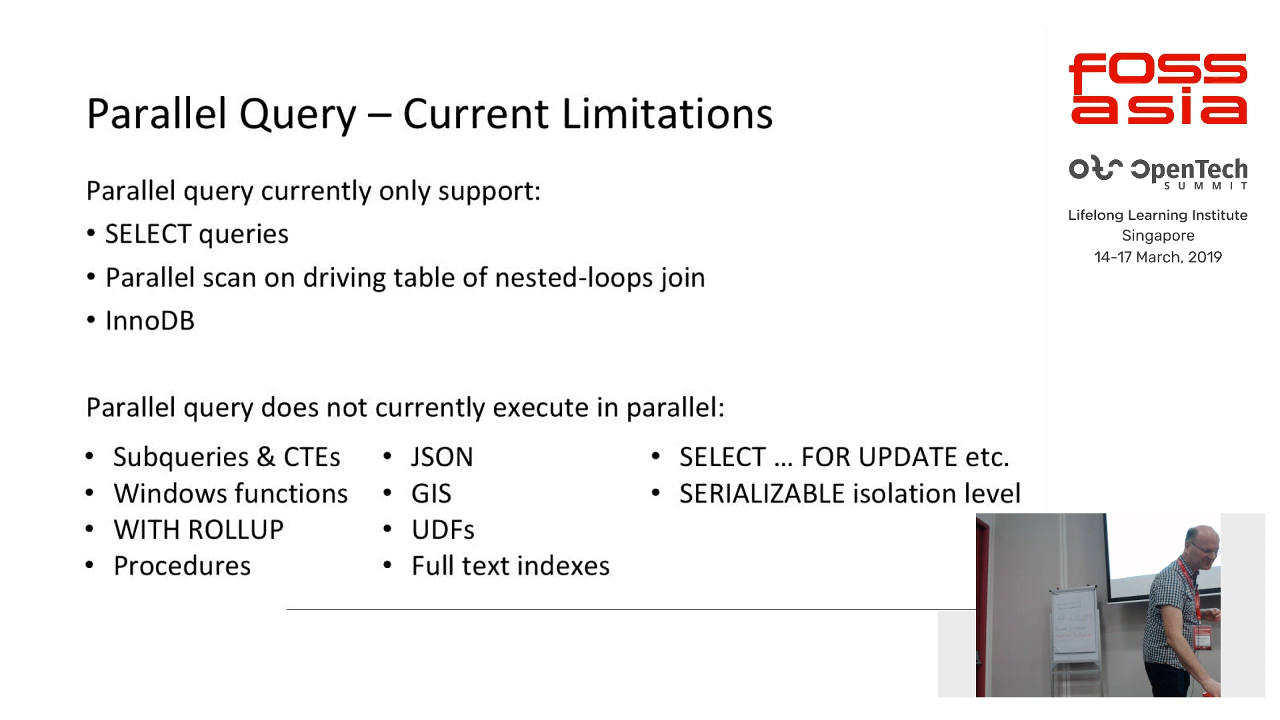 Parallel Query – Current Limitations
Parallel query currently only support:
• SELECT queries
• Parallel scan on driving table of nested-loops join
• InnoDB
Parallel query does not currently execute in parallel:
• Subqueries & CTEs
• Windows functions
• WITH ROLLUP
• Procedures
• JSON
• GIS
• UDFs
• Full text indexes
• SELECT ... FOR UPDATE etc.
• SERIALIZABLE isolation level
foss
asia
OpenTech
SUMMIT
Lifelong Learning Institute
Singapore
14-17 March, 2019